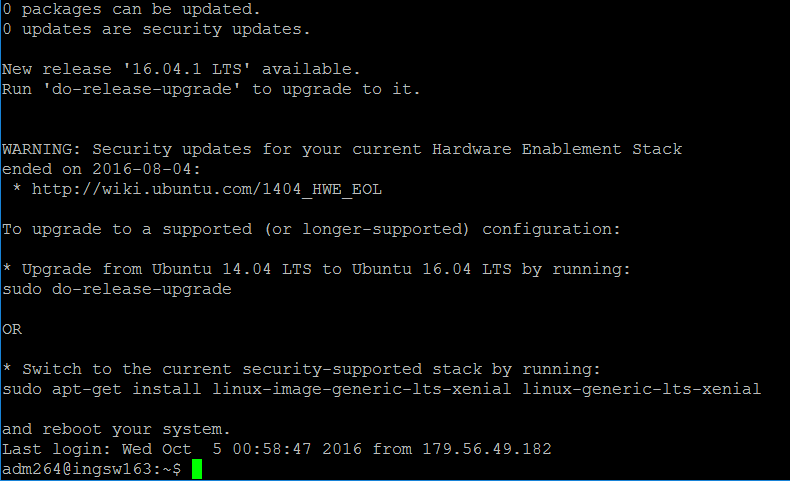 0 packages can be updated.
0 updates are security updates.
New release '16.04.1 LTS' available.
Run 'do-release-upgrade' to upgrade to it.
WARNING: Security updates for your current Hardware Enablement Stack
ended on 2016-08-04:
 * http://wiki.ubuntu.com/1404_HWE_EOL
To upgrade to a supported (or longer-supported) configuration:
* Upgrade from Ubuntu 14.04 LTS to Ubuntu 16.04 LTS by running:
sudo do-release-upgrade
OR
* Switch to the current security-supported stack by running:
sudo apt-get install linux-image-generic-lts-xenial linux-generic-lts-xenial
and reboot your system.
Last login: Wed Oct  5 00:58:47 2016 from 179.56.49.182
adm264@ingsw163:~$